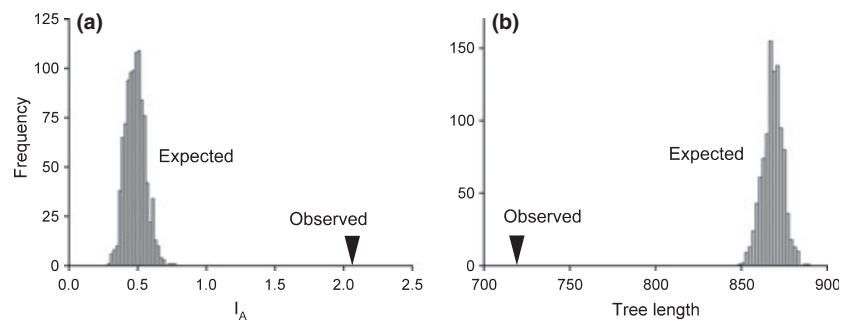 (a)
125
100
75
50
25
0
Frequency
Expected
Observed
0.0 0.5 1.0 1.5 2.0 2.5
I_A
(b)
150
100
50
0
Expected
Observed
700 750 800 850 900
Tree length